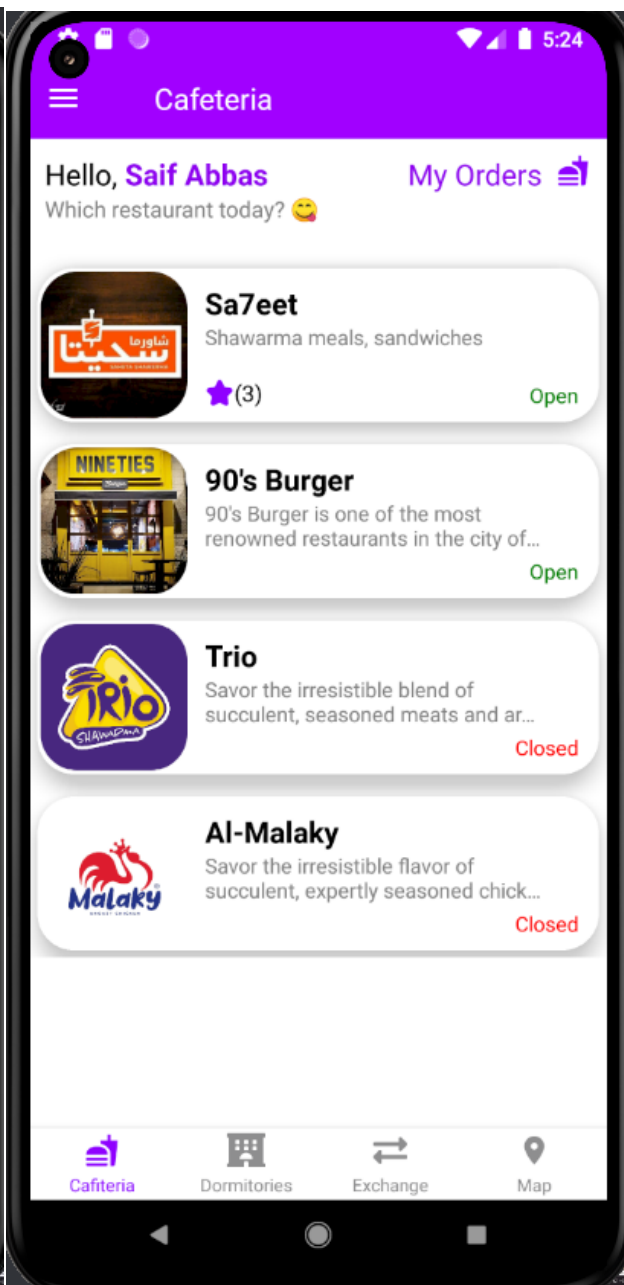 5:24
Cafeteria
Hello, Saif Abbas
My Orders
Which restaurant today? 😋
شاورما
سحيتا
Sa7eet
Shawarma meals, sandwiches
(3)
Open
NINETIES
Burger
90's Burger
90's Burger is one of the most
renowned restaurants in the city of...
Open
TRIO
SHAWARMA
Trio
Savor the irresistible blend of
succulent, seasoned meats and ar...
Closed
Malaky
Al-Malaky
Savor the irresistible flavor of
succulent, expertly seasoned chick...
Closed
Cafiteria
Dormitories
Exchange
Map